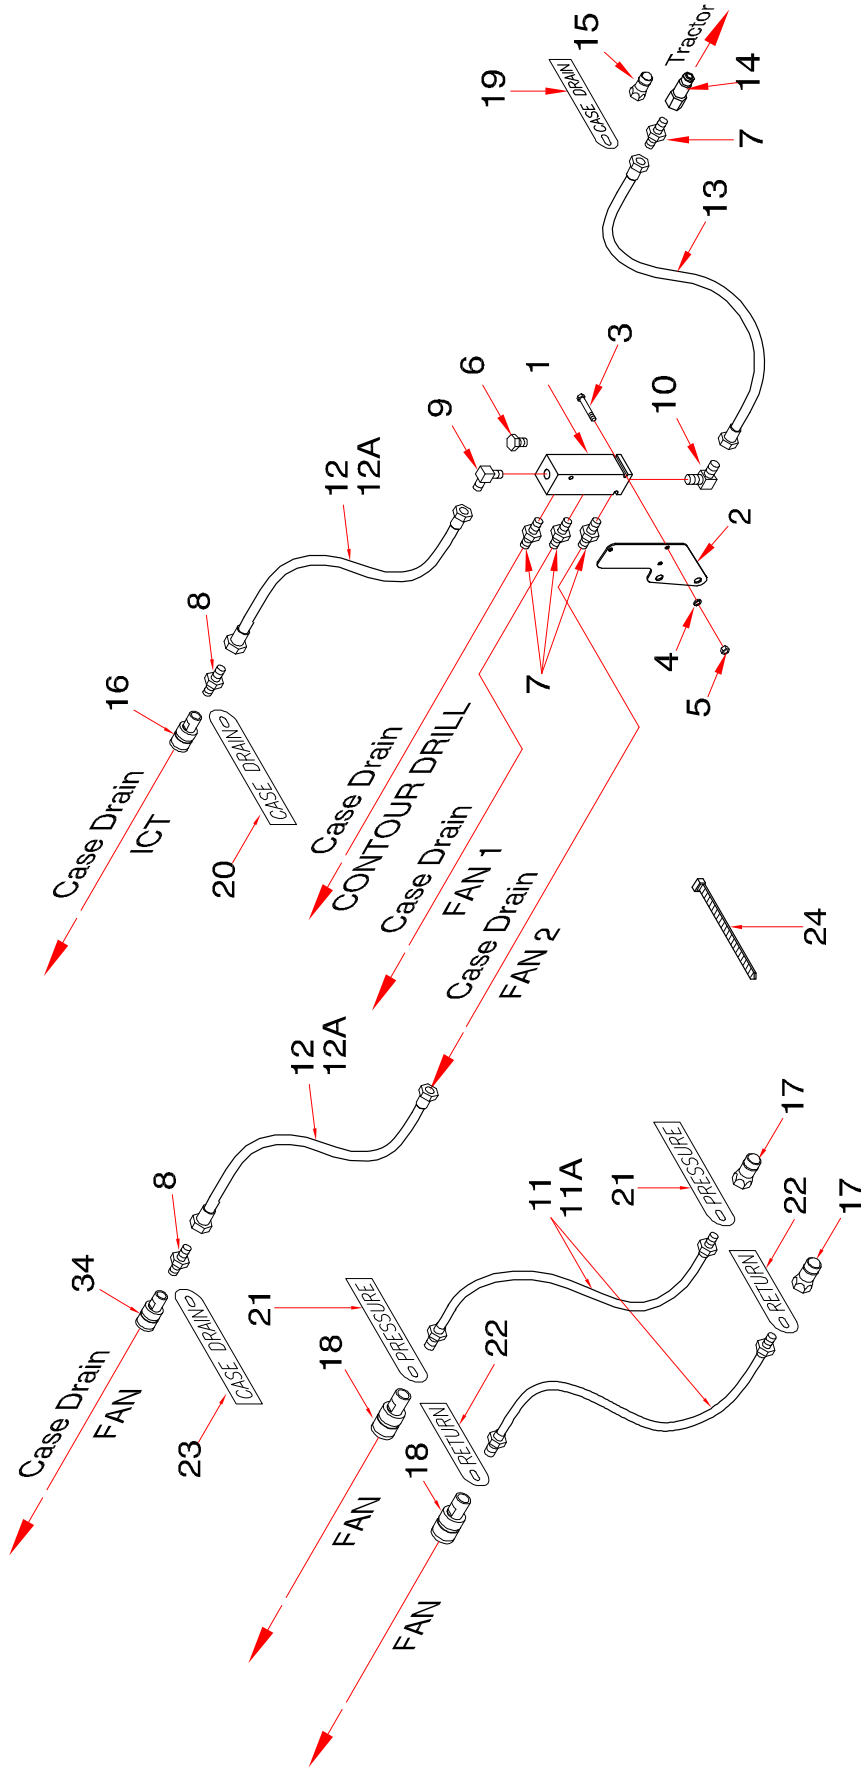 34
8
12
12A
16
8
12
12A
9
6
1
3
10
2
4
5
7
15
19
CASE DRAIN
Tractor
14
7
13
Case Drain
ICT
CASE DRAIN
20
Case Drain
CONTOUR DRILL
Case Drain
FAN 1
Case Drain
FAN 2
24
Case Drain
FAN
CASE DRAIN
23
21
PRESSURE
18
FAN
22
RETURN
18
FAN
11
11A
21
PRESSURE
17
22
RETURN
17